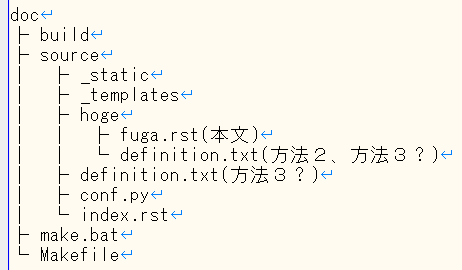 doc↵
├ build↵
├ source↵
│ ├ _static↵
│ ├ _templates↵
│ ├ hoge↵
│ │ ├ fuga.rst(本文)↵
│ │ └ definition.txt(方法２、方法３？)↵
│ ├ definition.txt(方法３？)↵
│ ├ conf.py↵
│ └ index.rst↵
├ make.bat↵
└ Makefile↵